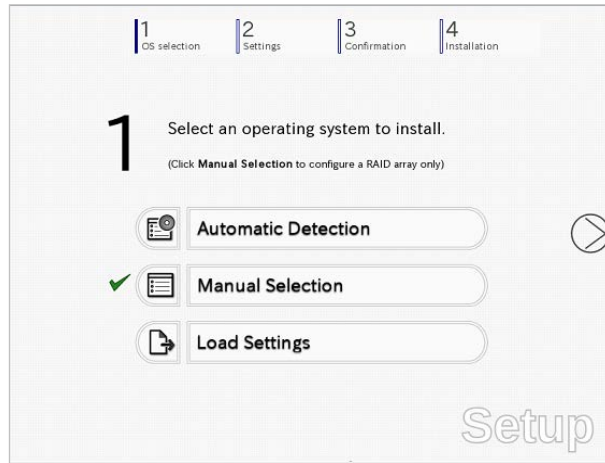 1
OS selection
2
Settings
3
Confirmation
4
Installation
1
Select an operating system to install.
(Click Manual Selection to configure a RAID array only)
Automatic Detection
Manual Selection
Load Settings
Setup